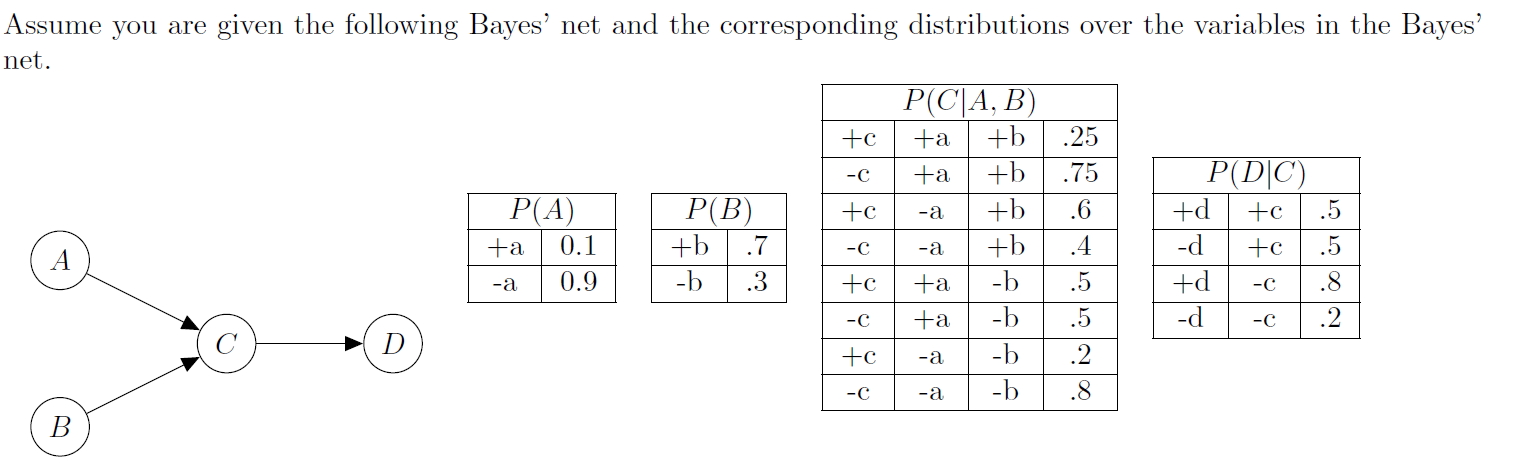 Assume you are given the following Bayes' net and the corresponding distributions over the variables in the Bayes'
net.
A
B
C
D
P(A)
+a 0.1
-a 0.9
P(B)
+b .7
-b .3
P(C|A, B)
+c +a +b .25
-c +a +b .75
+c -a +b .6
-c -a +b .4
+c +a -b .5
-c +a -b .5
+c -a -b .2
-c -a -b .8
P(D|C)
+d +c .5
-d +c .5
+d -c .8
-d -c .2